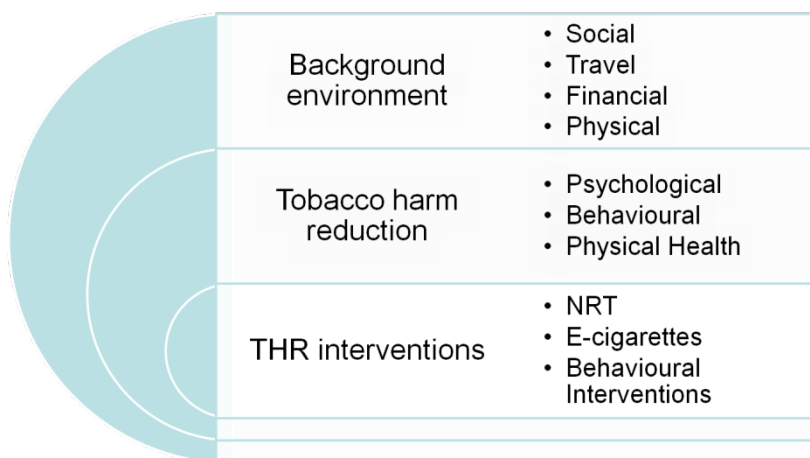 Background
environment
• Social
• Travel
• Financial
• Physical
Tobacco harm
reduction
• Psychological
• Behavioural
• Physical Health
THR interventions
• NRT
• E-cigarettes
• Behavioural
Interventions